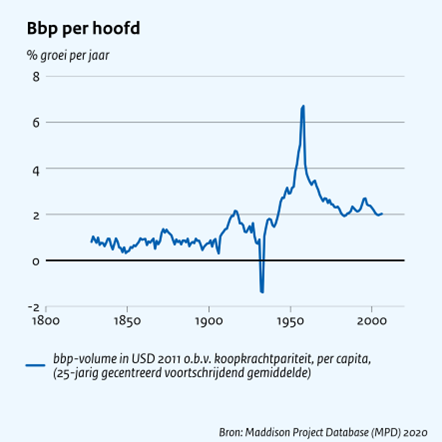 Bbp per hoofd
% groei per jaar
8
6
4
2
0
-2
1800 1850 1900 1950 2000
bbp-volume in USD 2011 o.b.v. koopkrachtpariteit, per capita,
(25-jarig gecentreerd voortschrijdend gemiddelde)
Bron: Maddison Project Database (MPD) 2020